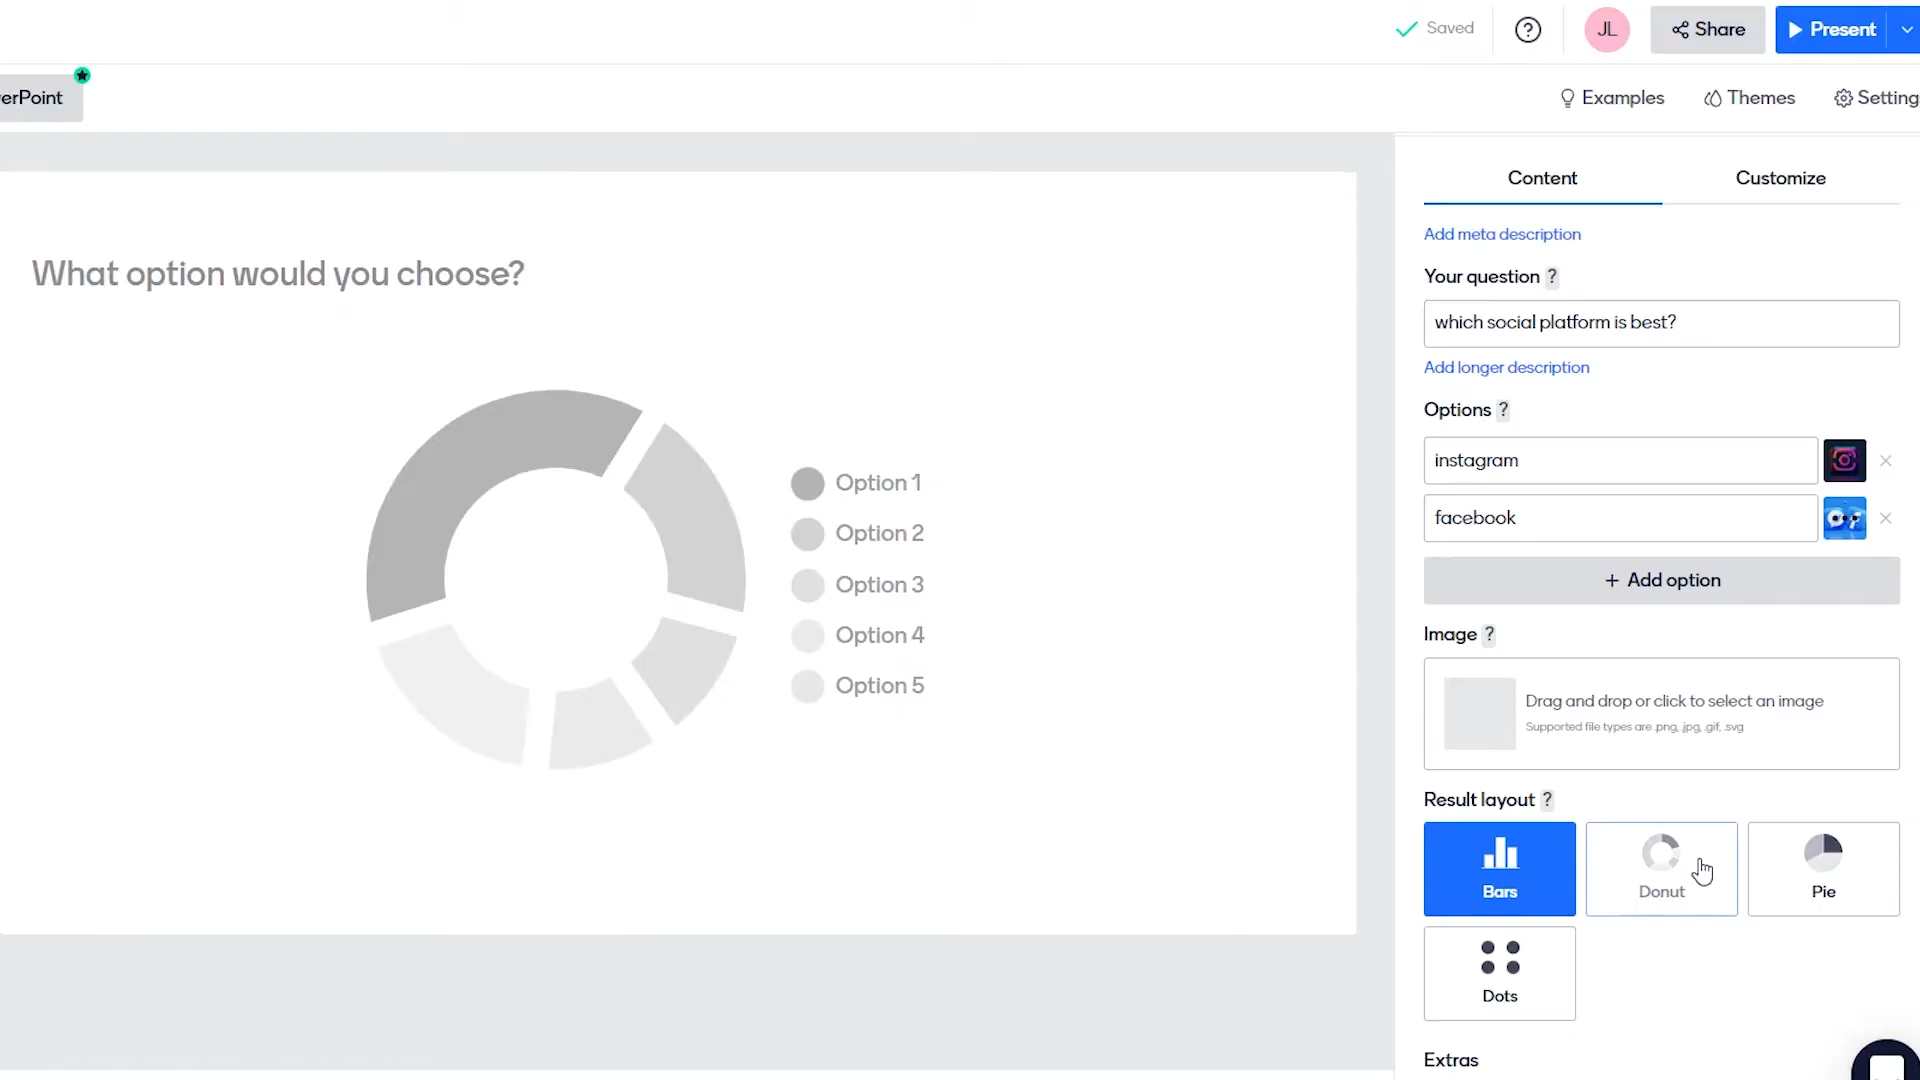 Saved
?
JL
Share
Present
erPoint
Examples
Themes
Setting
Content
Customize
Add meta description
Your question ?
which social platform is best?
Add longer description
Options ?
instagram
facebook
+ Add option
Image ?
Drag and drop or click to select an image
Supported file types are .png, .jpg, .gif, .svg
Result layout ?
Bars
Donut
Pie
Dots
Extras
What option would you choose?
Option 1
Option 2
Option 3
Option 4
Option 5